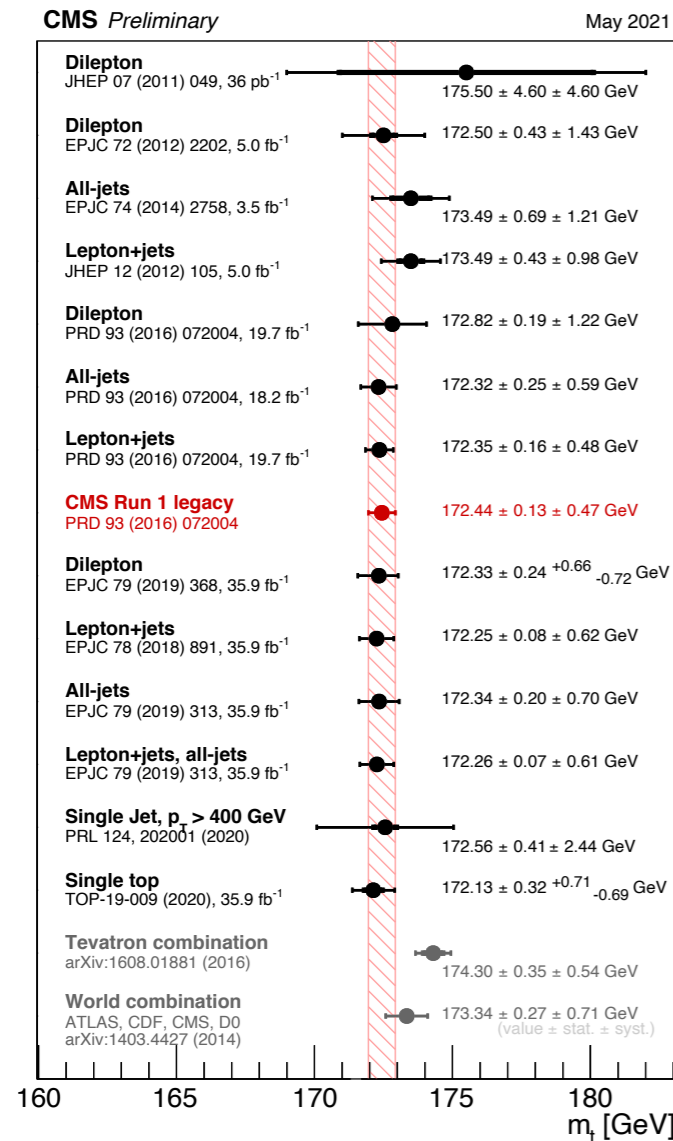 CMS Preliminary May 2021
Dilepton
JHEP 07 (2011) 049, 36 pb⁻¹
175.50 ± 4.60 ± 4.60 GeV
Dilepton
EPJC 72 (2012) 2202, 5.0 fb⁻¹
172.50 ± 0.43 ± 1.43 GeV
All-jets
EPJC 74 (2014) 2758, 3.5 fb⁻¹
173.49 ± 0.69 ± 1.21 GeV
Lepton+jets
JHEP 12 (2012) 105, 5.0 fb⁻¹
173.49 ± 0.43 ± 0.98 GeV
Dilepton
PRD 93 (2016) 072004, 19.7 fb⁻¹
172.82 ± 0.19 ± 1.22 GeV
All-jets
PRD 93 (2016) 072004, 18.2 fb⁻¹
172.32 ± 0.25 ± 0.59 GeV
Lepton+jets
PRD 93 (2016) 072004, 19.7 fb⁻¹
172.35 ± 0.16 ± 0.48 GeV
CMS Run 1 legacy
PRD 93 (2016) 072004
172.44 ± 0.13 ± 0.47 GeV
Dilepton
EPJC 79 (2019) 368, 35.9 fb⁻¹
172.33 ± 0.24 +0.66 -0.72 GeV
Lepton+jets
EPJC 78 (2018) 891, 35.9 fb⁻¹
172.25 ± 0.08 ± 0.62 GeV
All-jets
EPJC 79 (2019) 313, 35.9 fb⁻¹
172.34 ± 0.20 ± 0.70 GeV
Lepton+jets, all-jets
EPJC 79 (2019) 313, 35.9 fb⁻¹
172.26 ± 0.07 ± 0.61 GeV
Single Jet, p_T > 400 GeV
PRL 124, 202001 (2020)
172.56 ± 0.41 ± 2.44 GeV
Single top
TOP-19-009 (2020), 35.9 fb⁻¹
172.13 ± 0.32 +0.71 -0.69 GeV
Tevatron combination
arXiv:1608.01881 (2016)
174.30 ± 0.35 ± 0.54 GeV
World combination
ATLAS, CDF, CMS, D0
arXiv:1403.4427 (2014)
173.34 ± 0.27 ± 0.71 GeV
(value ± stat. ± syst.)
160 165 170 175 180
m_t [GeV]